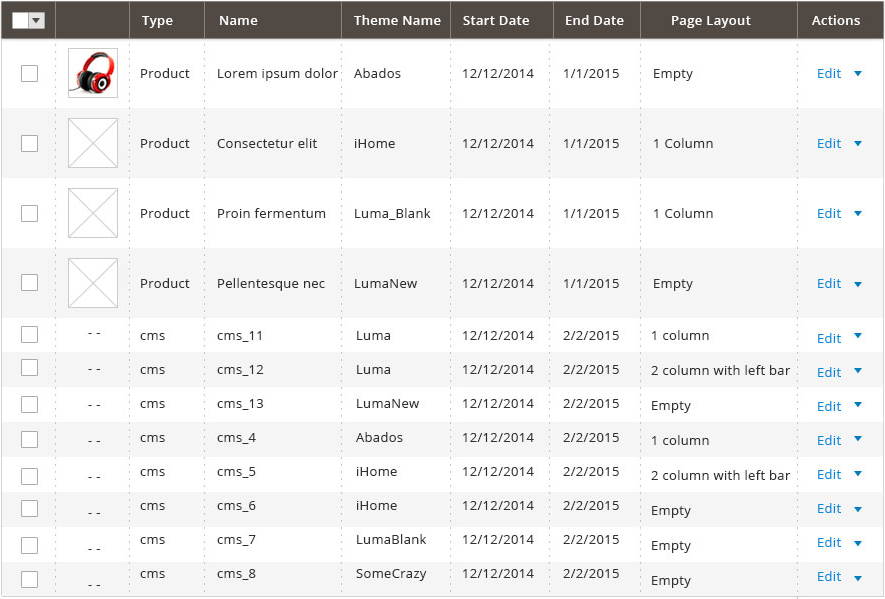 Type Name Theme Name Start Date End Date Page Layout Actions
Product Lorem ipsum dolor Abados 12/12/2014 1/1/2015 Empty Edit
Product Consectetur elit iHome 12/12/2014 1/1/2015 1 Column Edit
Product Proin fermentum Luma_Blank 12/12/2014 1/1/2015 1 Column Edit
Product Pellentesque nec LumaNew 12/12/2014 1/1/2015 Empty Edit
- - cms cms_11 Luma 12/12/2014 2/2/2015 1 column Edit
- - cms cms_12 Luma 12/12/2014 2/2/2015 2 column with left bar Edit
- - cms cms_13 LumaNew 12/12/2014 2/2/2015 Empty Edit
- - cms cms_4 Abados 12/12/2014 2/2/2015 1 column Edit
- - cms cms_5 iHome 12/12/2014 2/2/2015 2 column with left bar Edit
- - cms cms_6 iHome 12/12/2014 2/2/2015 Empty Edit
- - cms cms_7 LumaBlank 12/12/2014 2/2/2015 Empty Edit
- - cms cms_8 SomeCrazy 12/12/2014 2/2/2015 Empty Edit